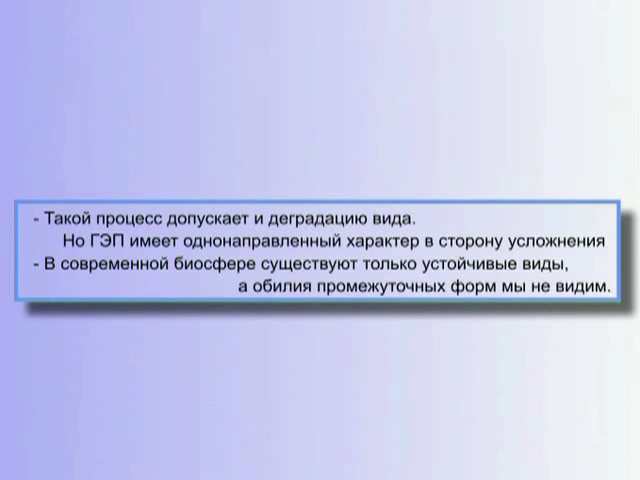 - Такой процесс допускает и деградацию вида.
Но ГЭП имеет однонаправленный характер в сторону усложнения
- В современной биосфере существуют только устойчивые виды,
а обилия промежуточных форм мы не видим.